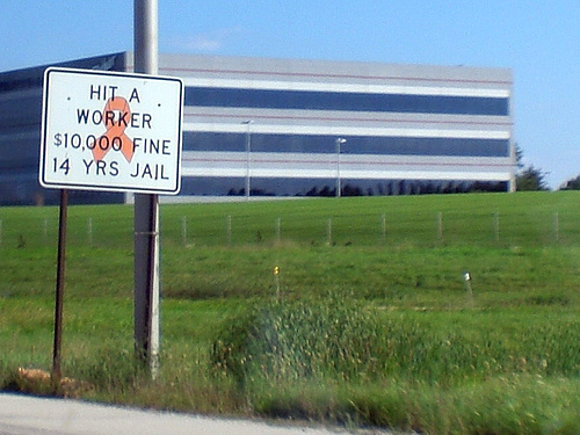 HIT A
WORKER
$10,000 FINE
14 YRS JAIL